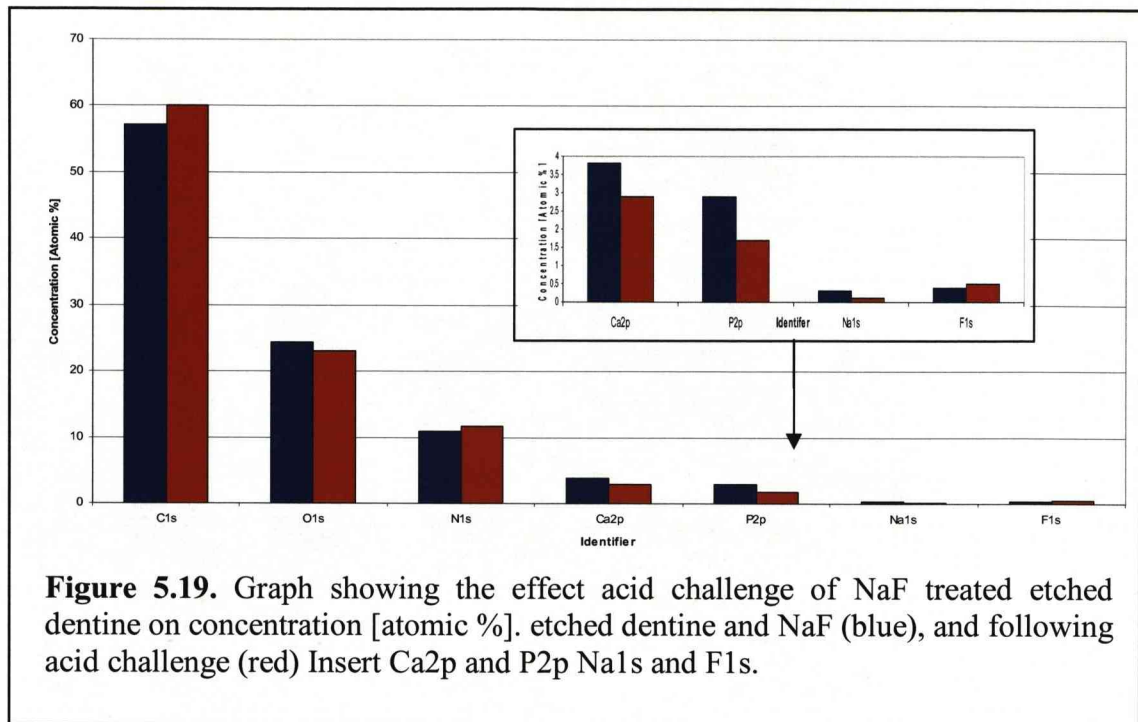 70
60
50
40
30
20
10
0
Concentration [Atomic %]
C1s
O1s
N1s
Ca2p
P2p
Na1s
F1s
Identifier
4
3.5
3
2.5
2
1.5
1
0.5
0
Concentration [Atomic %]
Ca2p
P2p
Identifer
Na1s
F1s
Figure 5.19. Graph showing the effect acid challenge of NaF treated etched
dentine on concentration [atomic %]. etched dentine and NaF (blue), and following
acid challenge (red) Insert Ca2p and P2p Na1s and F1s.